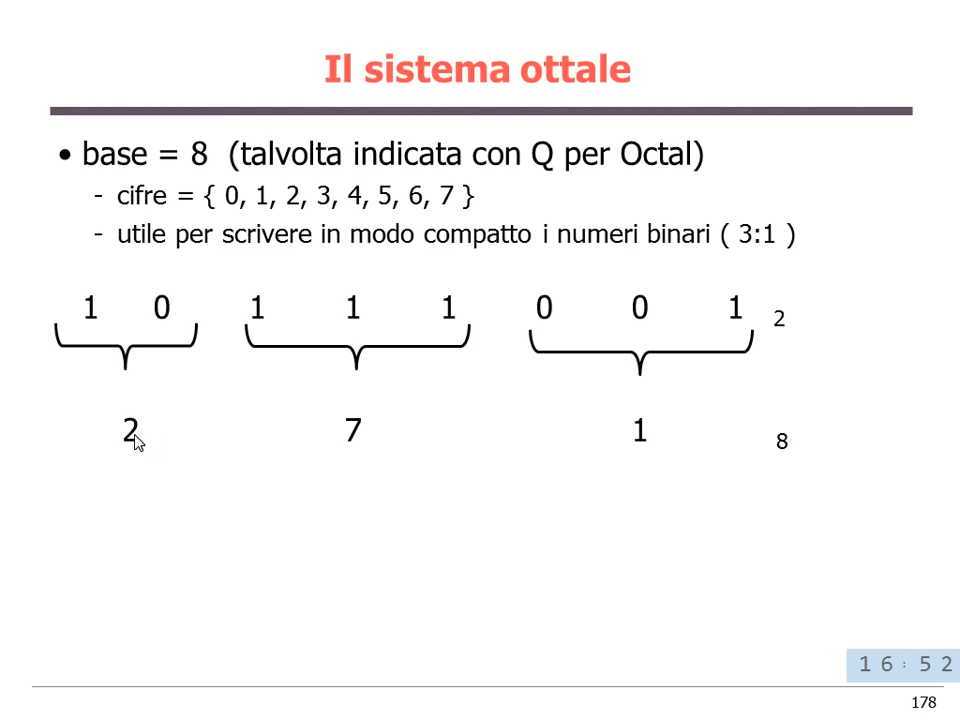 Il sistema ottale
• base = 8 (talvolta indicata con Q per Octal)
- cifre = { 0, 1, 2, 3, 4, 5, 6, 7 }
- utile per scrivere in modo compatto i numeri binari ( 3:1 )
1 0 1 1 1 0 0 1 2
2 7 1 8
16:52
178